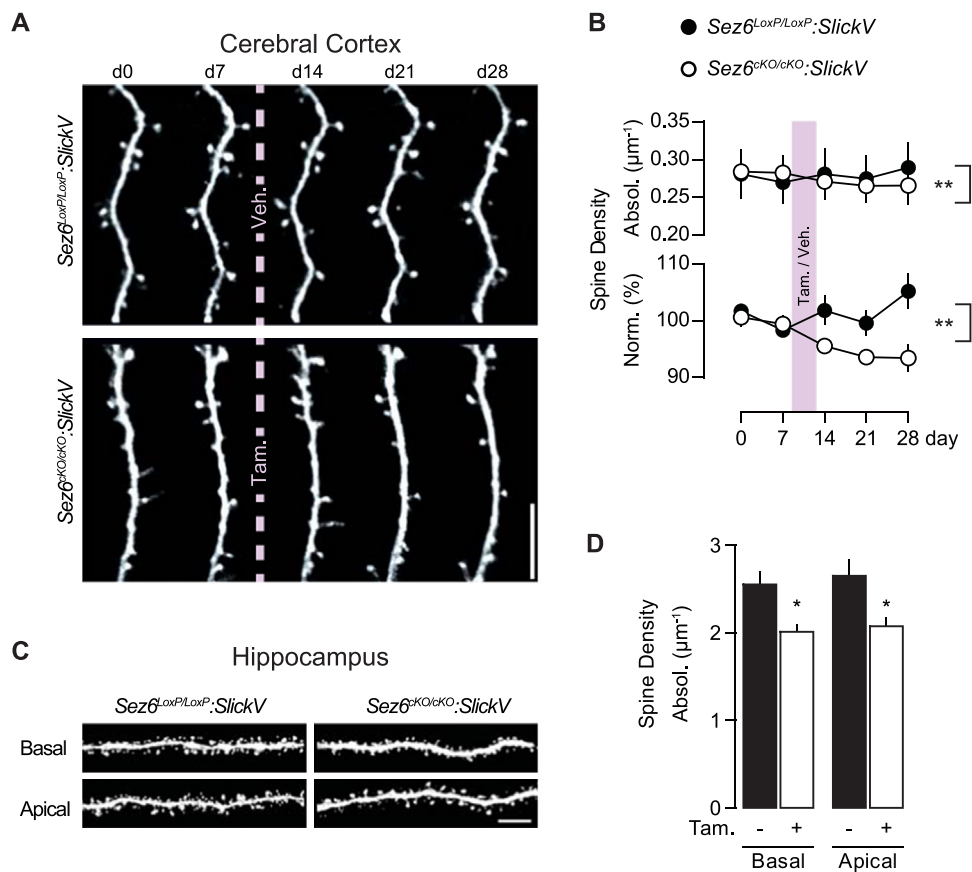 A
Cerebral Cortex
d0 d7 d14 d21 d28
Sez6LoxP/LoxP:SlickV
Veh.
Sez6cKO/cKO:SlickV
Tam.
B
Sez6LoxP/LoxP:SlickV
Sez6cKO/cKO:SlickV
Spine Density
Absol. (µm-1)
0.35
0.30
0.25
0.20
**
Tam. / Veh.
Norm. (%)
110
100
90
**
0 7 14 21 28 day
C
Hippocampus
Sez6LoxP/LoxP:SlickV Sez6cKO/cKO:SlickV
Basal
Apical
D
Spine Density
Absol. (µm-1)
3
2
1
0
* *
Tam. - + - +
Basal Apical